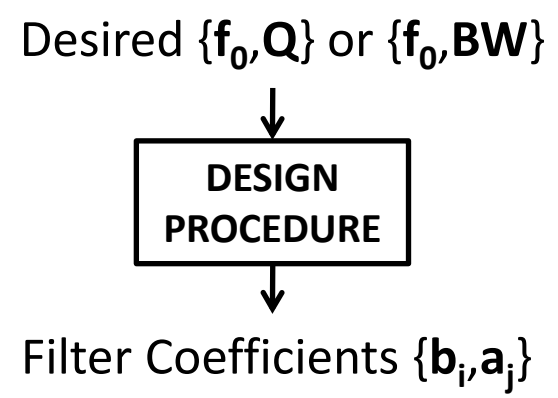 Desired {f₀,Q} or {f₀,BW}
DESIGN
PROCEDURE
Filter Coefficients {bᵢ,aⱼ}